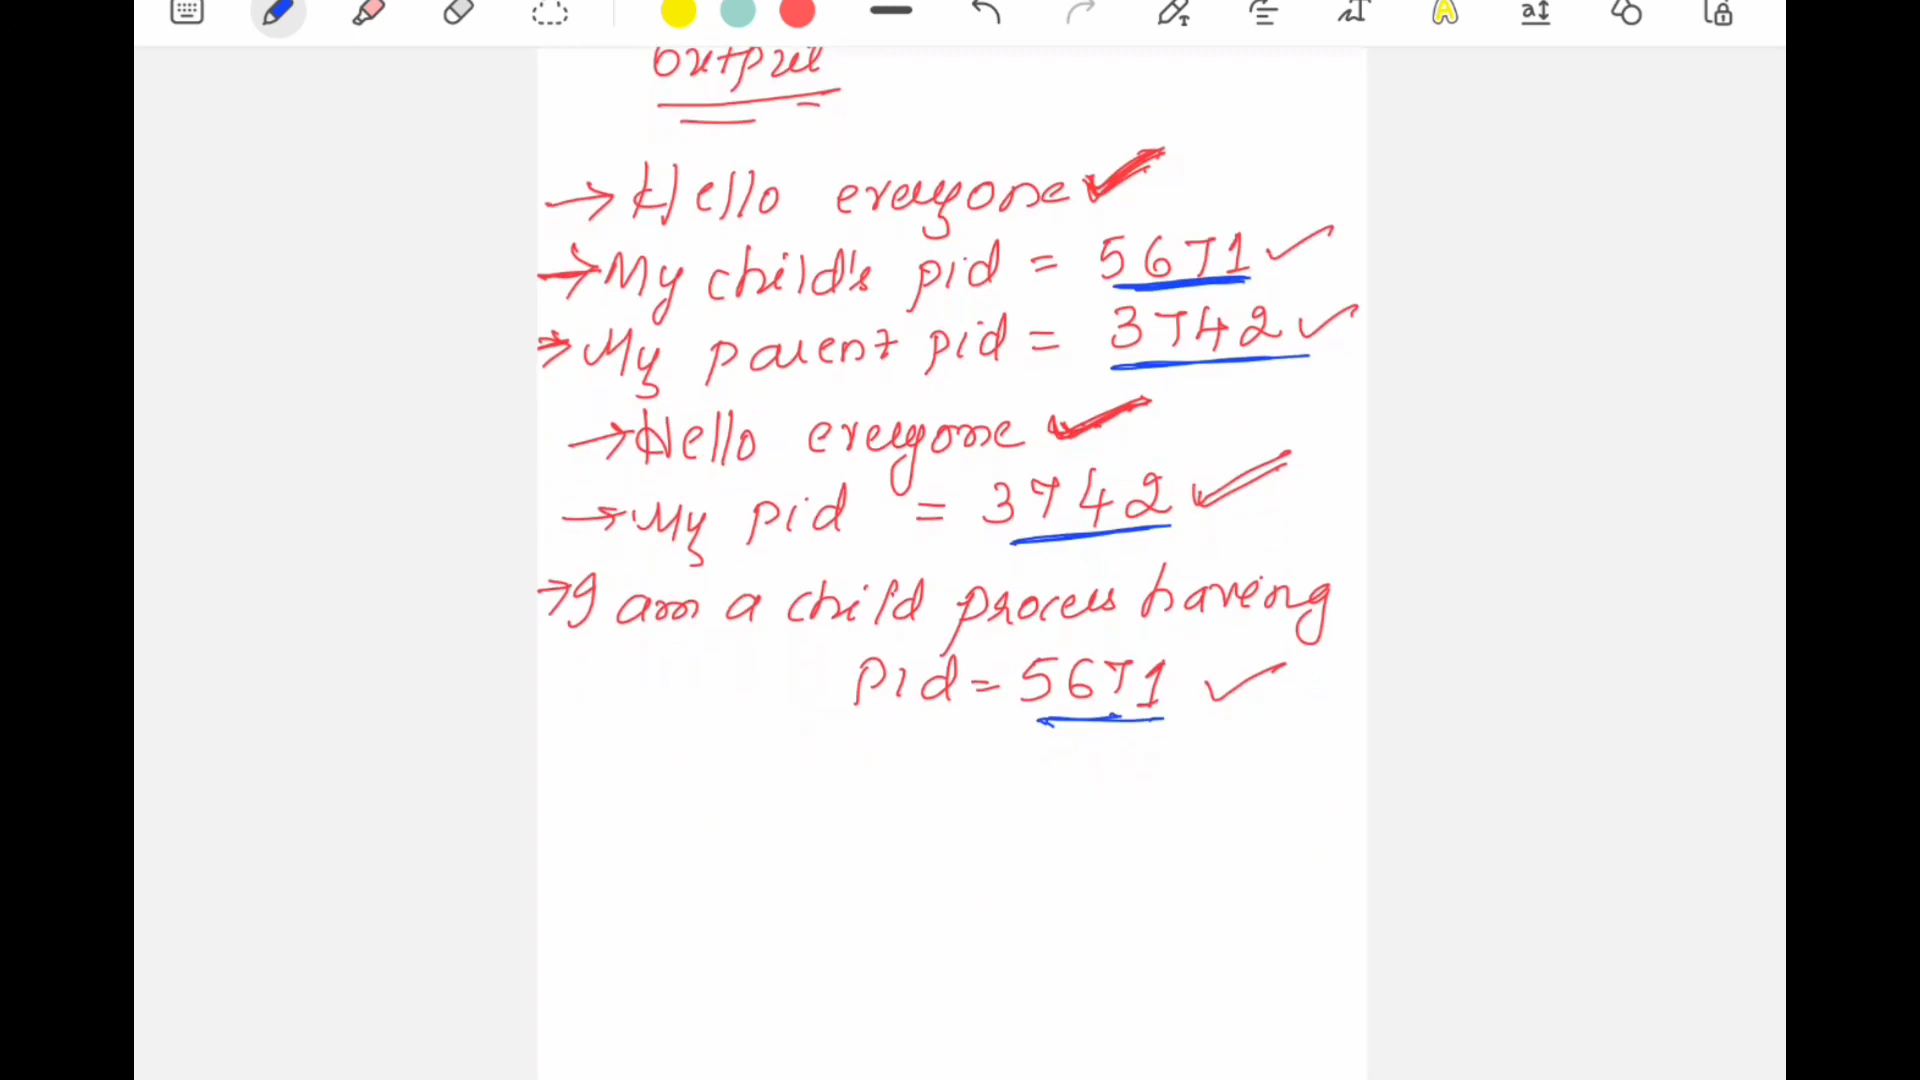 output
→ Hello everyone ✓
→ My child's pid = 5671 ✓
→ My parent pid = 3742 ✓
→ Hello everyone ✓
→ My pid = 3742 ✓
→ I am a child process having
pid = 5671 ✓